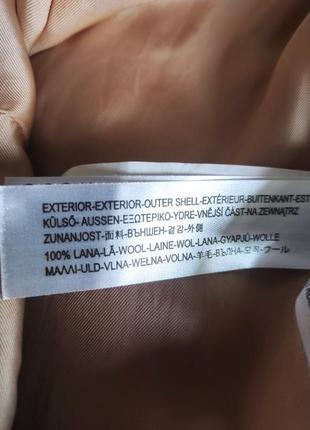 EXTERIOR-EXTERIOR-OUTER SHELL-EXTÉRIEUR-BUITENKANT-EST
KÜLSŐ- AUSSEN-ΕΞΩΤΕΡΙΚΟ-YDRE-VNĚJŠÍ ČÁST-NA ZEWNĄTRZ
ZUNANJOST-面料-ВЪНШЕН-겉감-外側
100% LANA-LÃ-WOOL-LAINE-WOL-LANA-GYAPJÚ-WOLLE
ΜΑΛΛΙ-ULD-VLNA-WEŁNA-VOLNA-羊毛-ВЪЛНА-모직-ウール